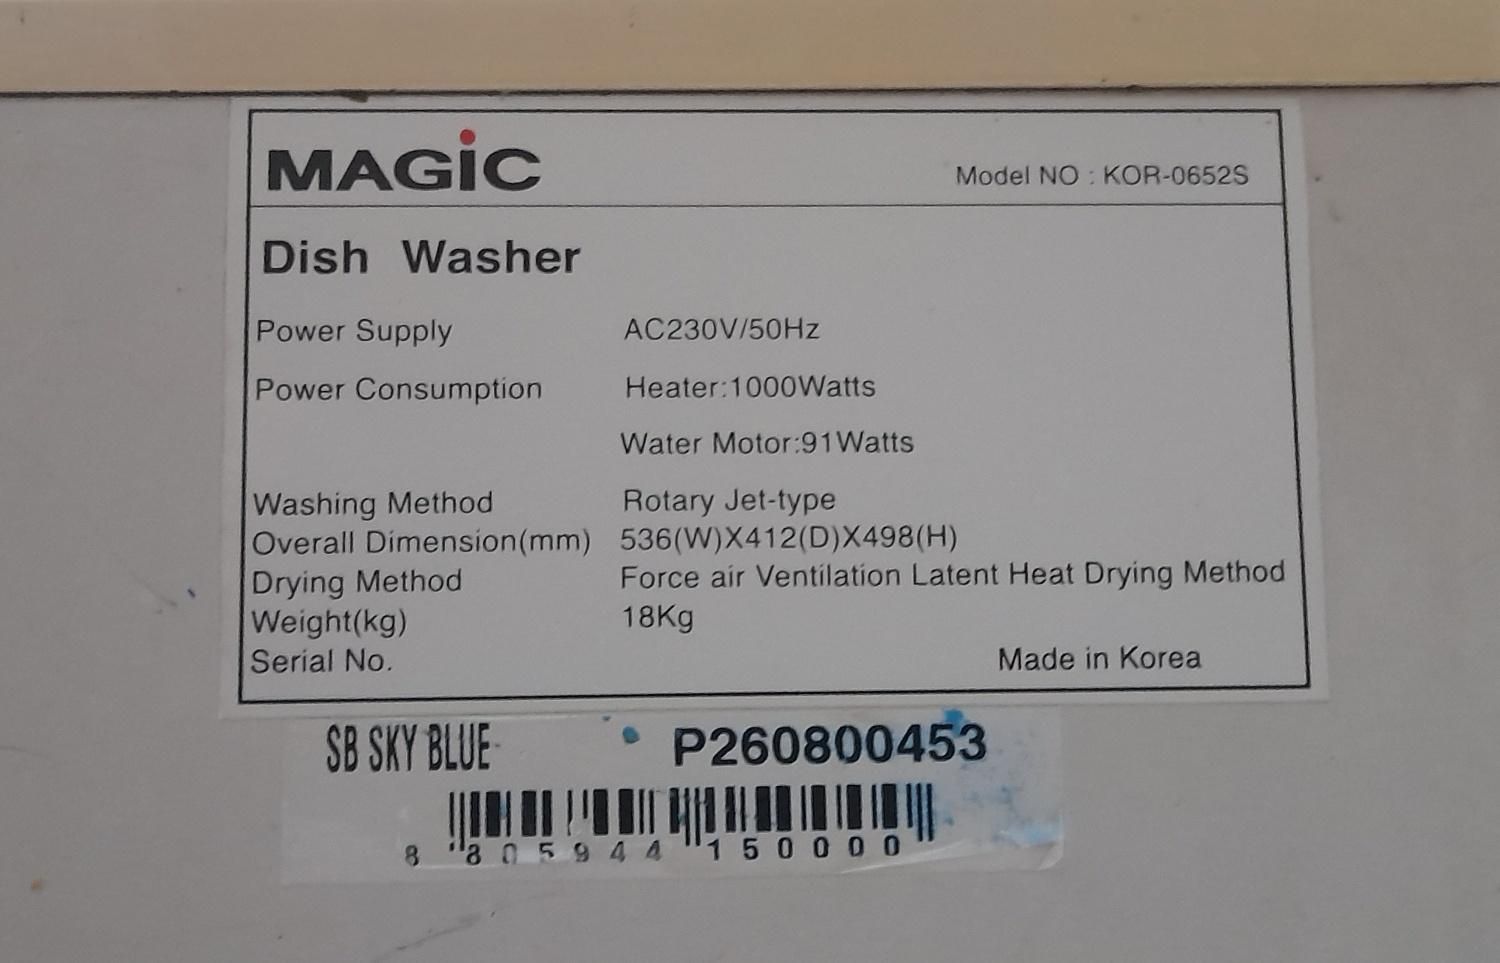 MAGiC
Model NO : KOR-0652S
Dish Washer
Power Supply AC230V/50Hz
Power Consumption Heater:1000Watts
Water Motor:91Watts
Washing Method Rotary Jet-type
Overall Dimension(mm) 536(W)X412(D)X498(H)
Drying Method Force air Ventilation Latent Heat Drying Method
Weight(kg) 18Kg
Serial No. Made in Korea
SB SKY BLUE P260800453
8 805944 150000